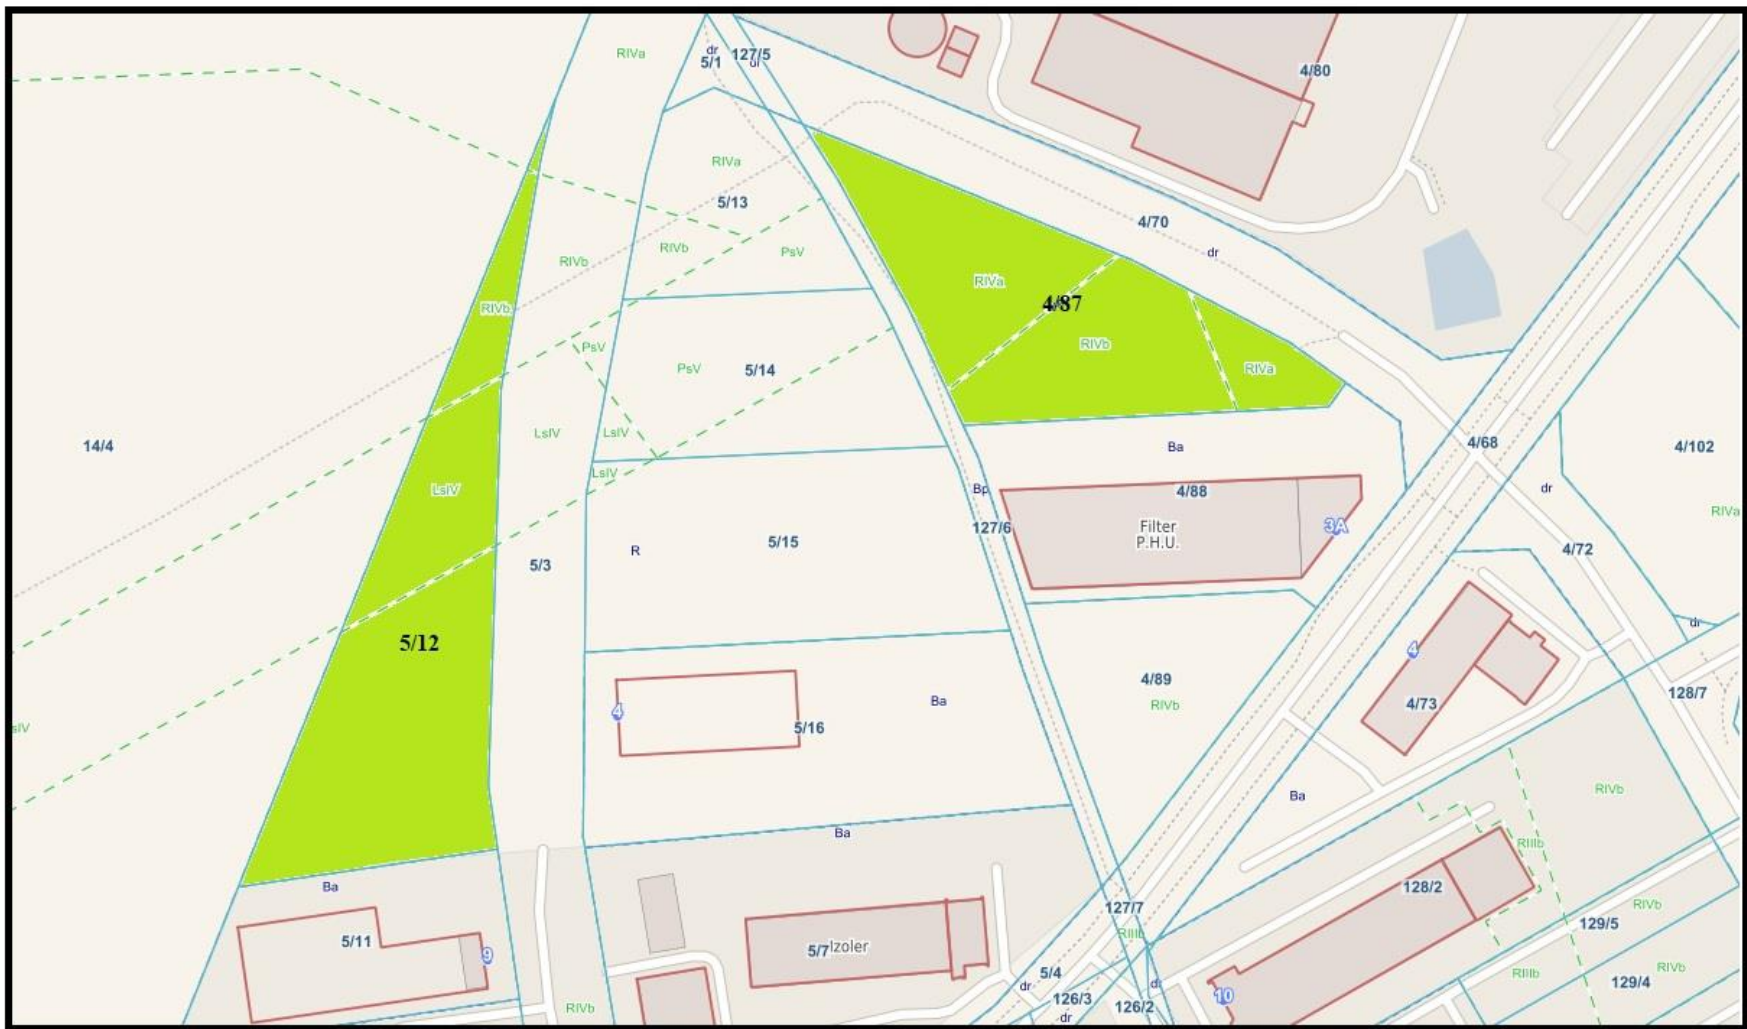 RIVa
dr
5/1
127/5
dr
4/80
RIVa
5/13
4/70
dr
RIVb
RIVb
PsV
RIVa
RIVb
4/87
PsV
RIVb
PsV
5/14
RIVa
14/4
LsIV
LsIV
Ba
4/68
4/102
LsIV
LsIV
Bp
4/88
dr
RIVa
127/6
Filter
P.H.U.
3A
R
5/15
5/3
4/72
dr
5/12
4
4/89
4/73
128/7
RIVb
Ba
4
5/16
sIV
Ba
RIVb
Ba
RIIIb
Ba
128/2
127/7
RIVb
129/5
RIIIb
5/11
9
5/7
Izoler
5/4
RIIIb
RIVb
129/4
dr
126/3
126/2
10
RIVb
dr